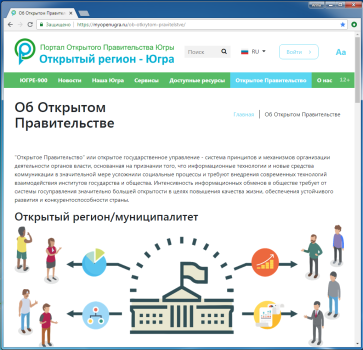 Об Открытом Правительстве
Защищено https://myopenugra.ru/ob-otkrytom-pravitelstve/
Портал Открытого Правительства Югры
Открытый регион - Югра
Поиск
RU
Войти
Aa
ЮГРЕ-900 Новости Наша Югра Сервисы Доступные ресурсы Открытое Правительство О нас 12+
Об Открытом
Правительстве
Главная Об Открытом Правительстве
"Открытое Правительство" или открытое государственное управление - система принципов и механизмов организации
деятельности органов власти, основанная на признании того, что информационные технологии и новые средства
коммуникации в значительной мере усложнили социальные процессы и требуют внедрения современных технологий
взаимодействия институтов государства и общества. Интенсивность информационных обменов в обществе требует от
системы госуправления значительно большей открытости в целях повышения качества жизни, обеспечения устойчивого
развития и конкурентоспособности страны.
Открытый регион/муниципалитет